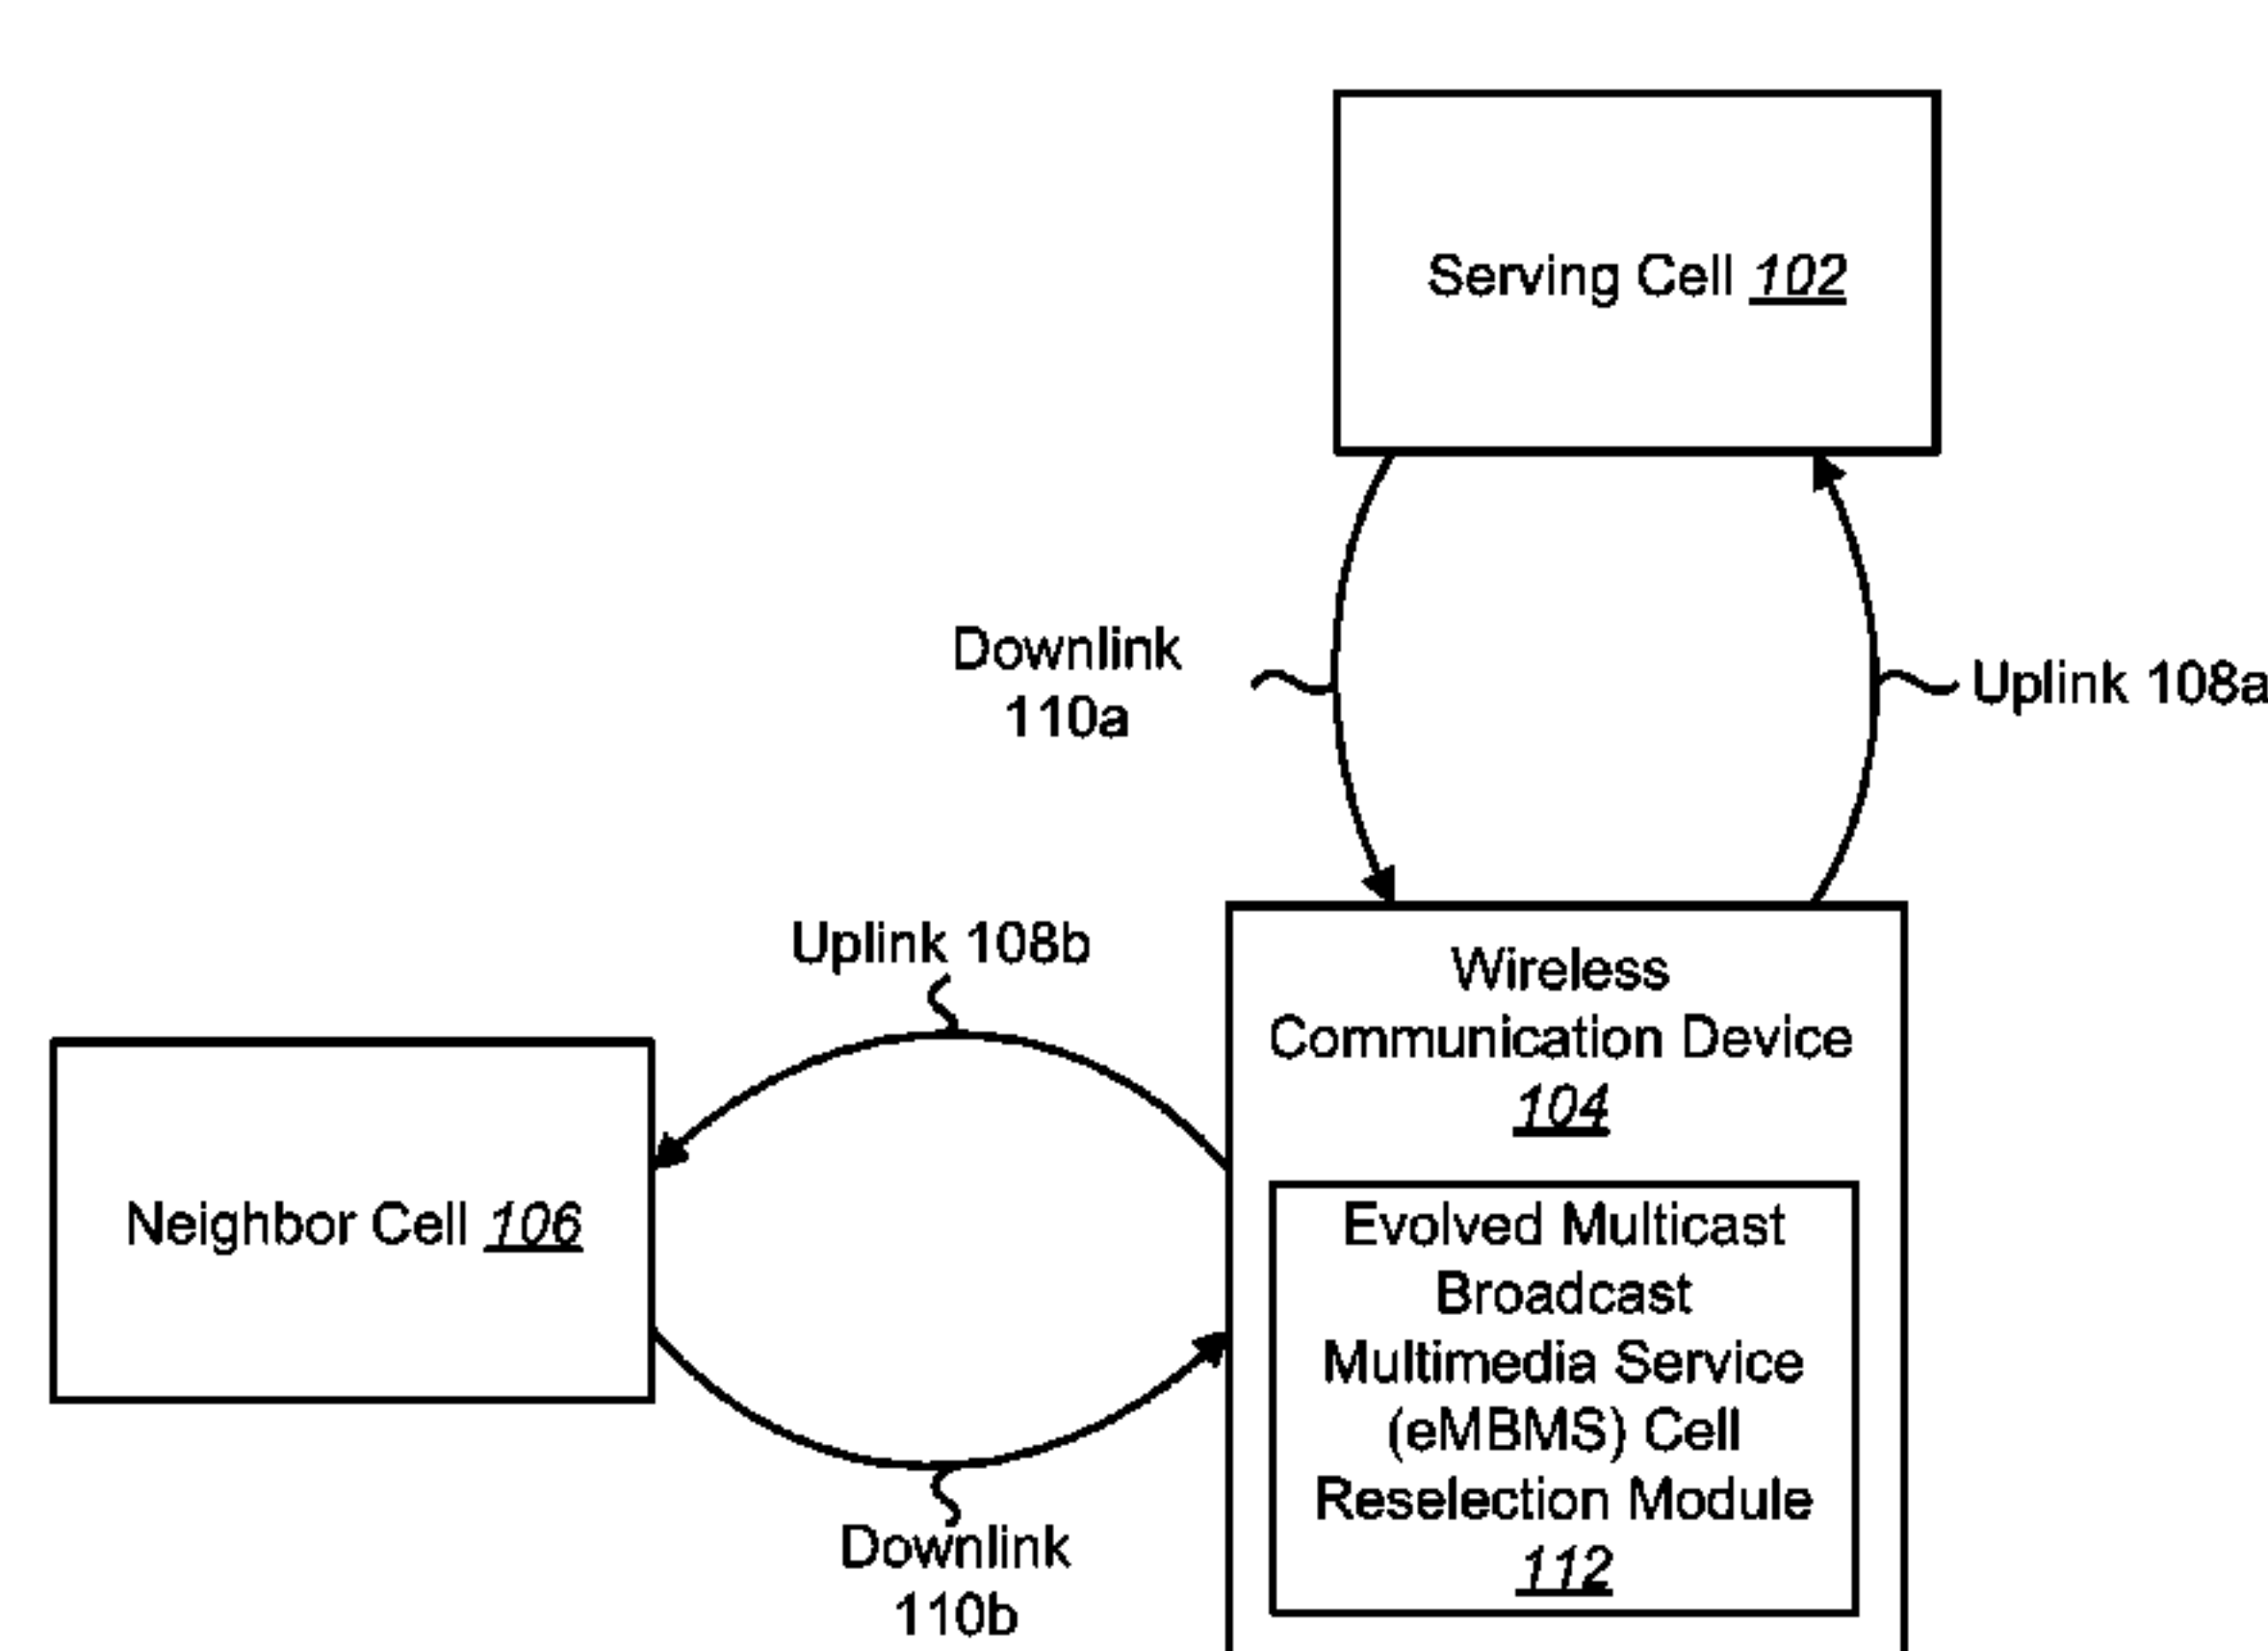 Serving Cell 102
Downlink
110a
Uplink 108a
Uplink 108b
Wireless
Communication Device
104
Neighbor Cell 106
Evolved Multicast
Broadcast
Multimedia Service
(eMBMS) Cell
Reselection Module
112
Downlink
110b